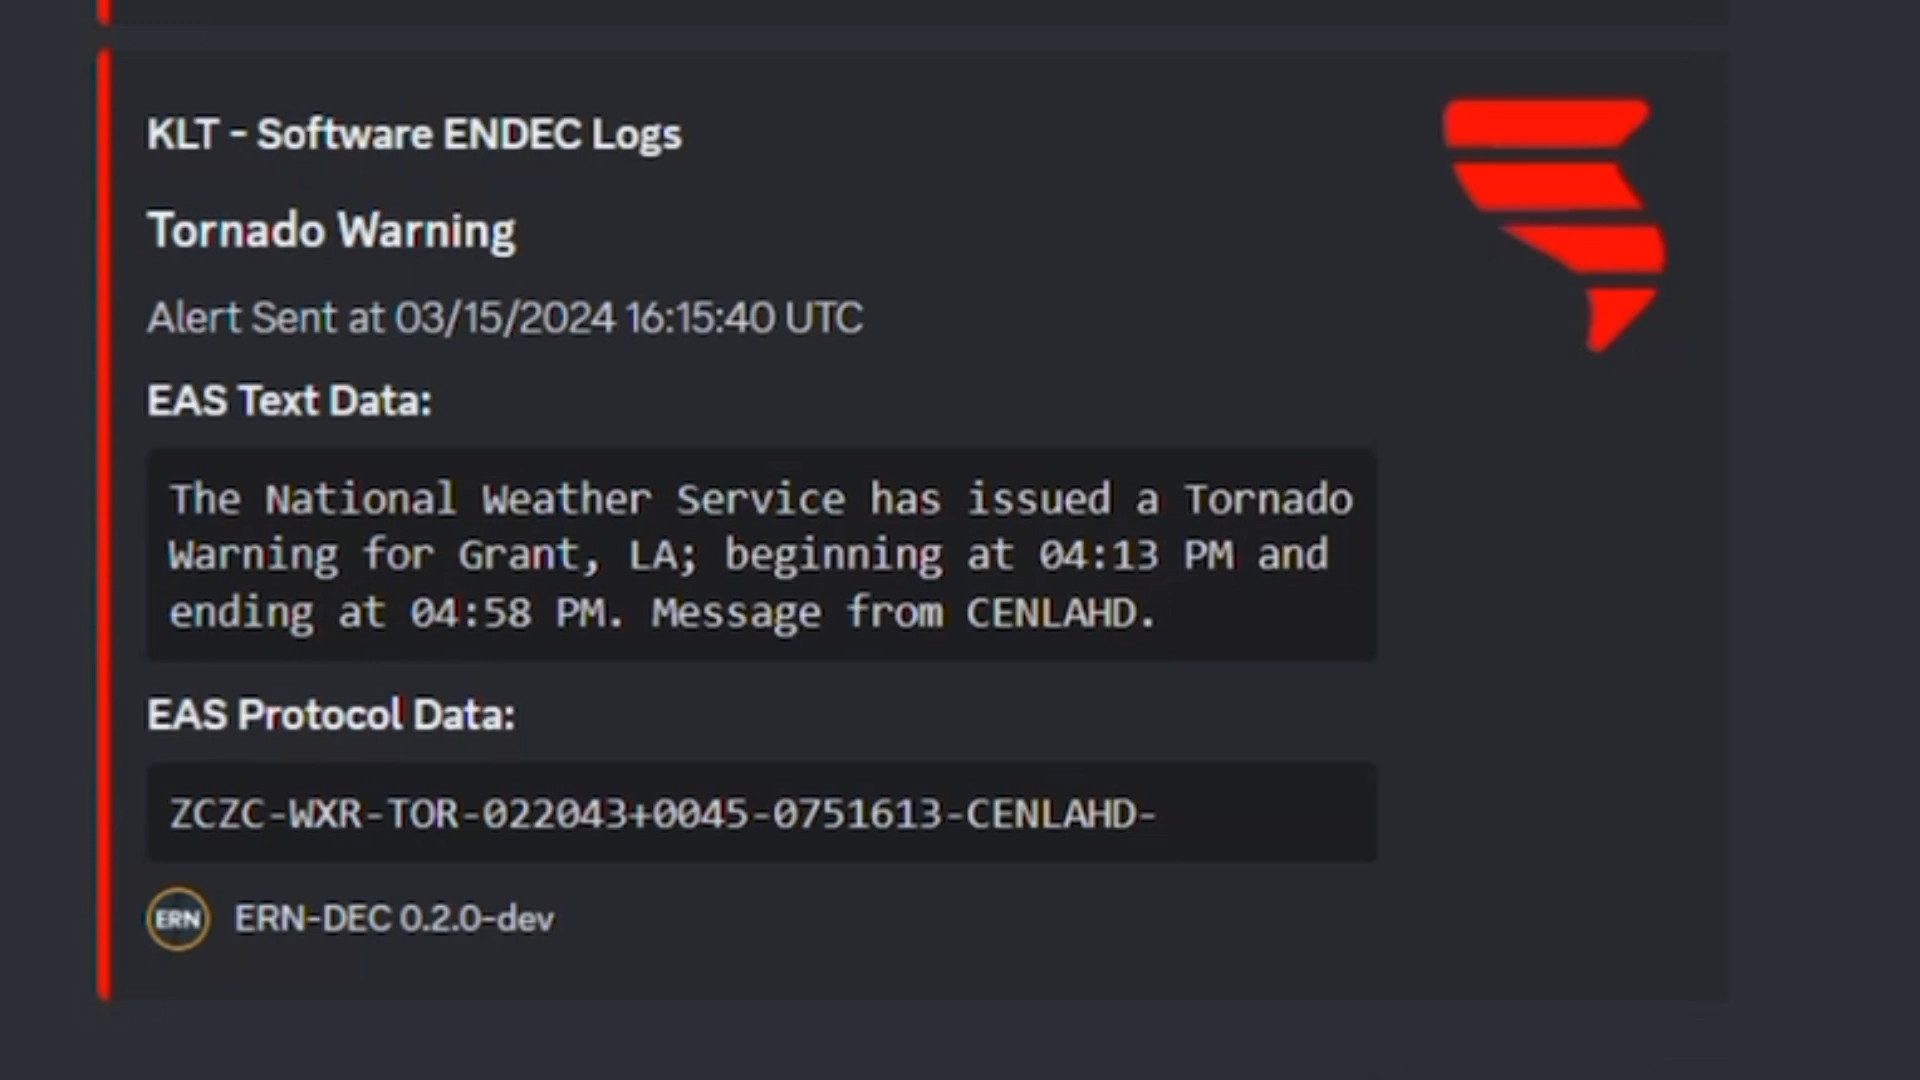 KLT - Software ENDEC Logs
Tornado Warning
Alert Sent at 03/15/2024 16:15:40 UTC
EAS Text Data:
The National Weather Service has issued a Tornado
Warning for Grant, LA; beginning at 04:13 PM and
ending at 04:58 PM. Message from CENLAHD.
EAS Protocol Data:
ZCZC-WXR-TOR-022043+0045-0751613-CENLAHD-
ERN ERN-DEC 0.2.0-dev